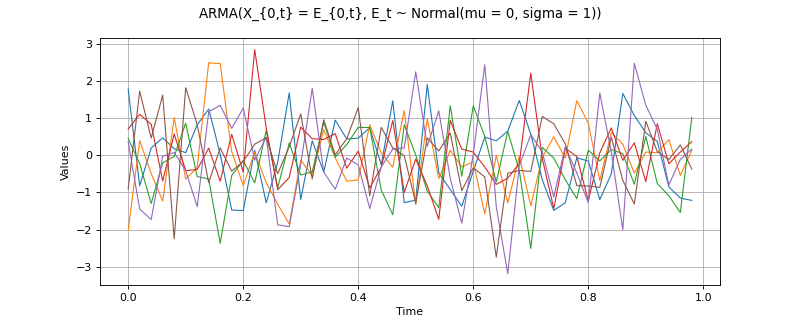 ARMA(X_{0,t} = E_{0,t}, E_t ~ Normal(mu = 0, sigma = 1))
3
2
1
0
−1
−2
−3
Values
0.0 0.2 0.4 0.6 0.8 1.0
Time